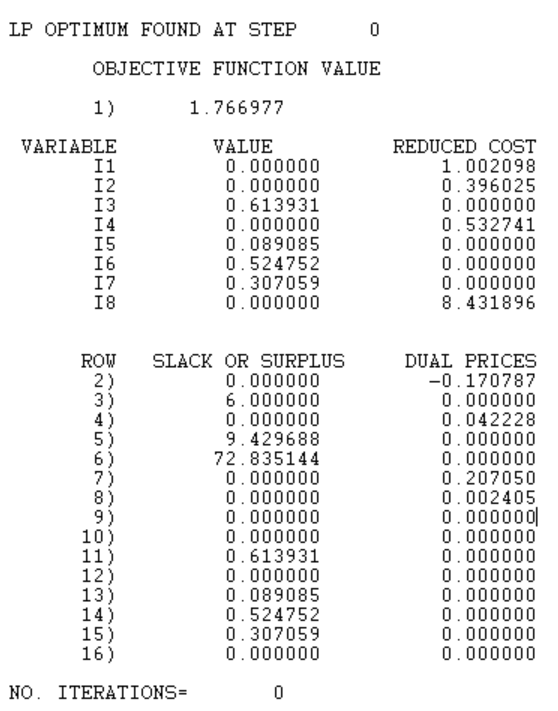 LP OPTIMUM FOUND AT STEP 0
OBJECTIVE FUNCTION VALUE
1) 1.766977
VARIABLE VALUE REDUCED COST
I1 0.000000 1.002098
I2 0.000000 0.396025
I3 0.613931 0.000000
I4 0.000000 0.532741
I5 0.089085 0.000000
I6 0.524752 0.000000
I7 0.307059 0.000000
I8 0.000000 8.431896
ROW SLACK OR SURPLUS DUAL PRICES
2) 0.000000 -0.170787
3) 6.000000 0.000000
4) 0.000000 0.042228
5) 9.429688 0.000000
6) 72.835144 0.000000
7) 0.000000 0.207050
8) 0.000000 0.002405
9) 0.000000 0.000000
10) 0.000000 0.000000
11) 0.613931 0.000000
12) 0.000000 0.000000
13) 0.089085 0.000000
14) 0.524752 0.000000
15) 0.307059 0.000000
16) 0.000000 0.000000
NO. ITERATIONS= 0